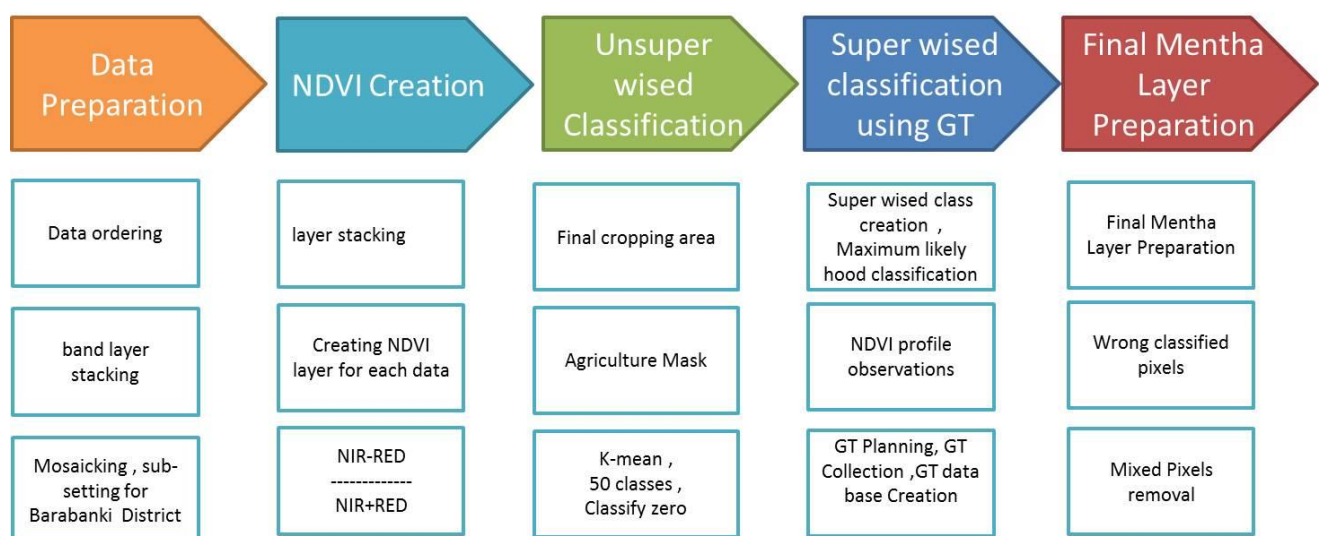 Data
Preparation
NDVI Creation
Unsuper
wised
Classification
Super wised
classification
using GT
Final Mentha
Layer
Preparation
Data ordering
layer stacking
Final cropping area
Super wised class
creation ,
Maximum likely
hood classification
Final Mentha
Layer Preparation
band layer
stacking
Creating NDVI
layer for each data
Agriculture Mask
NDVI profile
observations
Wrong classified
pixels
Mosaicking , sub-
setting for
Barabanki District
NIR-RED
-------------
NIR+RED
K-mean ,
50 classes ,
Classify zero
GT Planning, GT
Collection ,GT data
base Creation
Mixed Pixels
removal